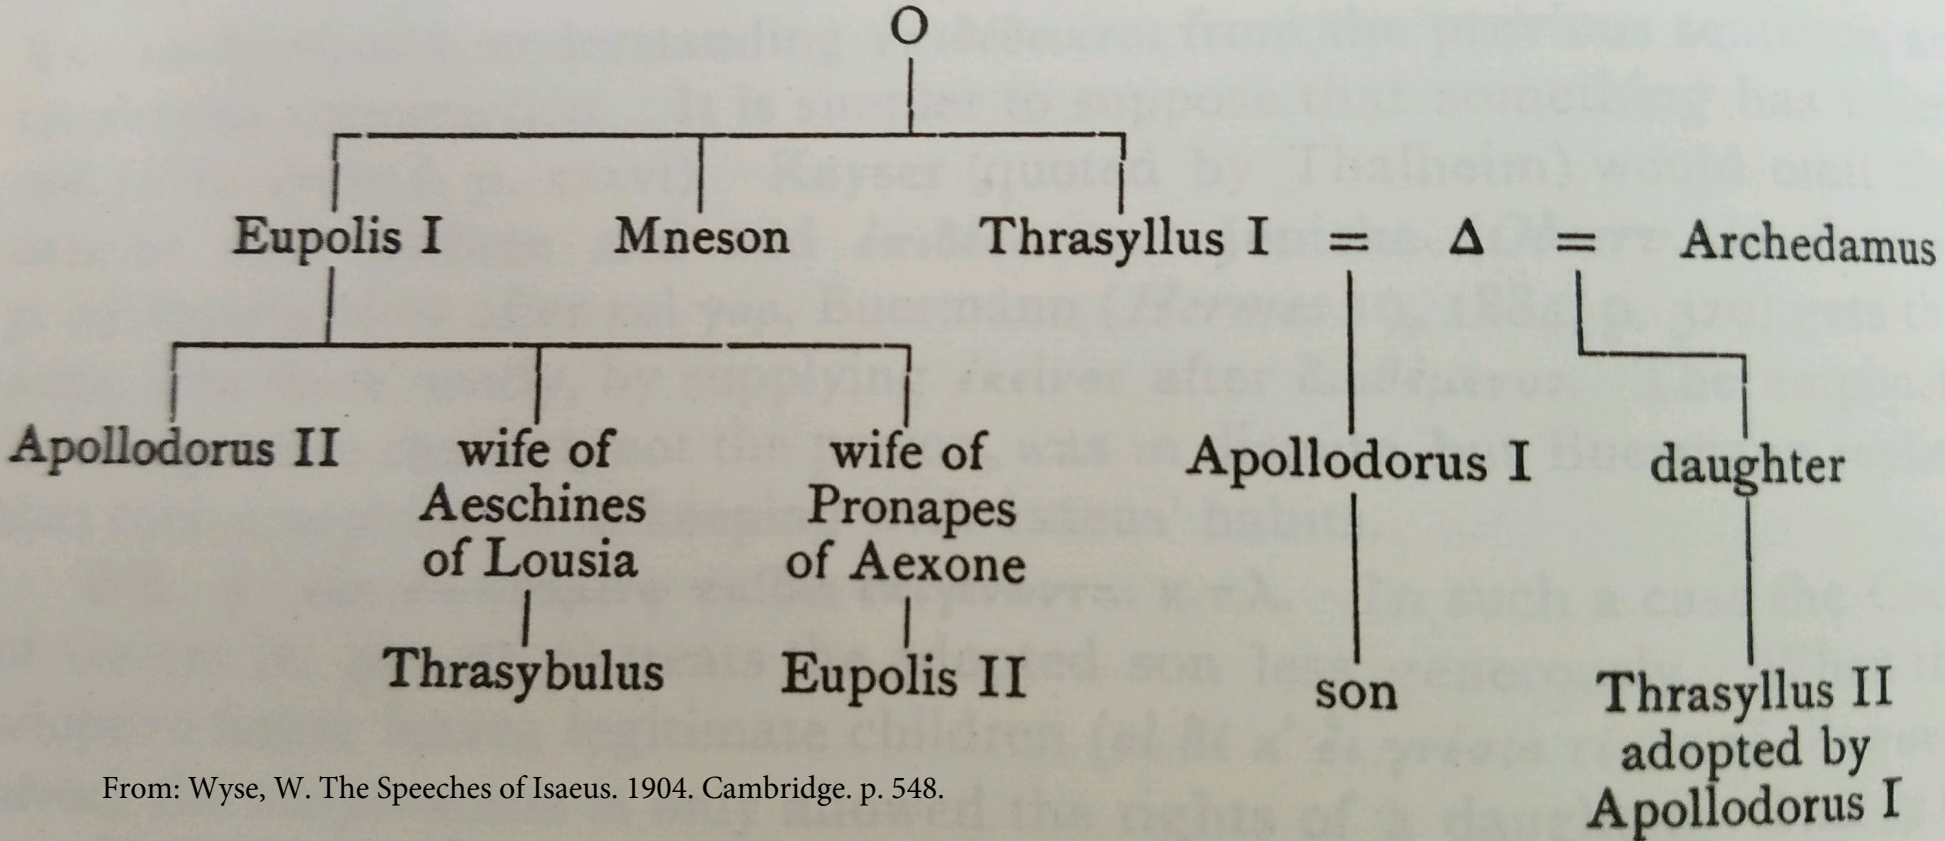 O
Eupolis I Mneson Thrasyllus I = Δ = Archedamus
Apollodorus II wife of wife of Apollodorus I daughter
Aeschines Pronapes
of Lousia of Aexone
Thrasybulus Eupolis II son Thrasyllus II
adopted by
Apollodorus I
From: Wyse, W. The Speeches of Isaeus. 1904. Cambridge. p. 548.